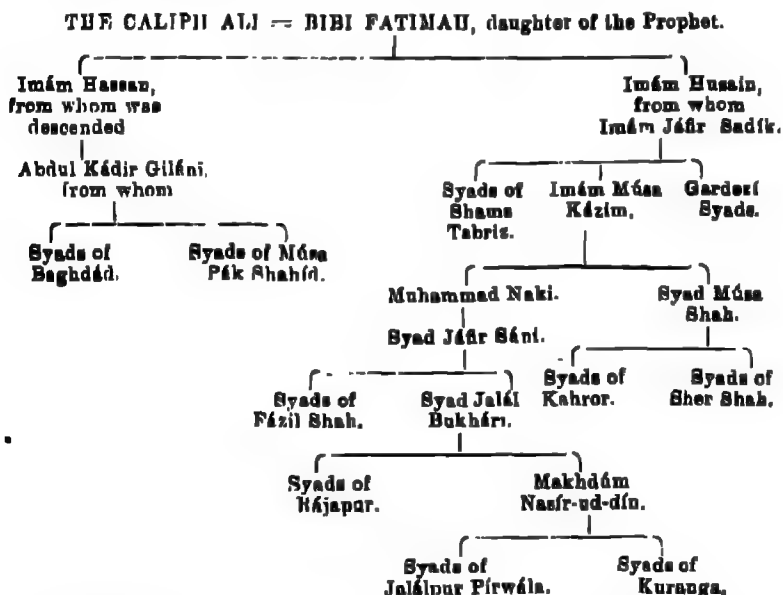 THE CALIPH ALI = BIBI FATIMAH, daughter of the Prophet.
Imám Hassan,
from whom was
descended
Abdul Kádir Giláni,
from whom
Syads of
Baghdád.
Syads of Músa
Pák Shahíd.
Imám Husain,
from whom
Imám Jáfir Sadík.
Syads of
Shams
Tabriz.
Imám Músa
Kázim,
Gardezí
Syads.
Muhammad Naki.
Syad Jáfir Sáni.
Syad Músa
Shah.
Syads of
Fázil Shah.
Syad Jalál
Bukhárı.
Syads of
Kahror.
Syads of
Sher Shah.
Syads of
Rájapur.
Makhdúm
Nasír-ud-dín.
Syads of
Jalálpur Pírwála.
Syads of
Kuranga.